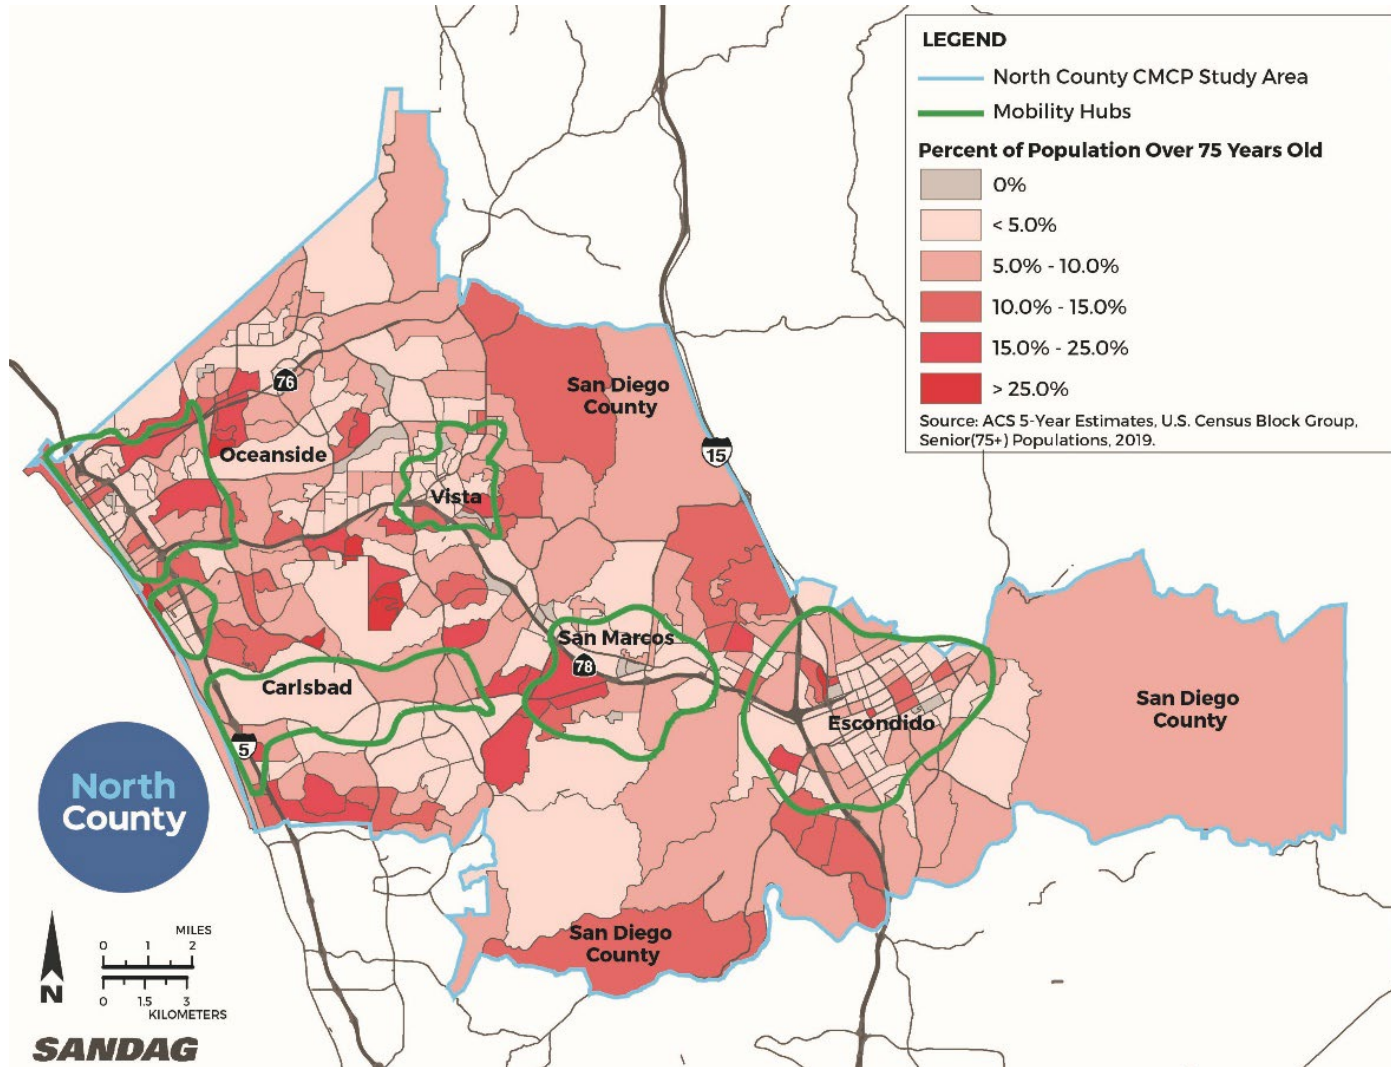 LEGEND
North County CMCP Study Area
Mobility Hubs
Percent of Population Over 75 Years Old
0%
< 5.0%
5.0% - 10.0%
10.0% - 15.0%
15.0% - 25.0%
> 25.0%
Source: ACS 5-Year Estimates, U.S. Census Block Group,
Senior(75+) Populations, 2019.
76
San Diego
County
15
Oceanside
Vista
San Marcos
78
Carlsbad
5
Escondido
San Diego
County
San Diego
County
North
County
N
MILES
0 1 2
0 1.5 3
KILOMETERS
SANDAG